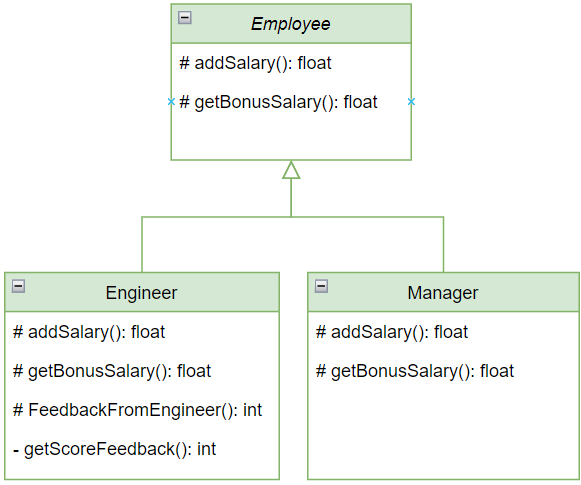 Employee
# addSalary(): float
# getBonusSalary(): float
Engineer
# addSalary(): float
# getBonusSalary(): float
# FeedbackFromEngineer(): int
- getScoreFeedback(): int
Manager
# addSalary(): float
# getBonusSalary(): float